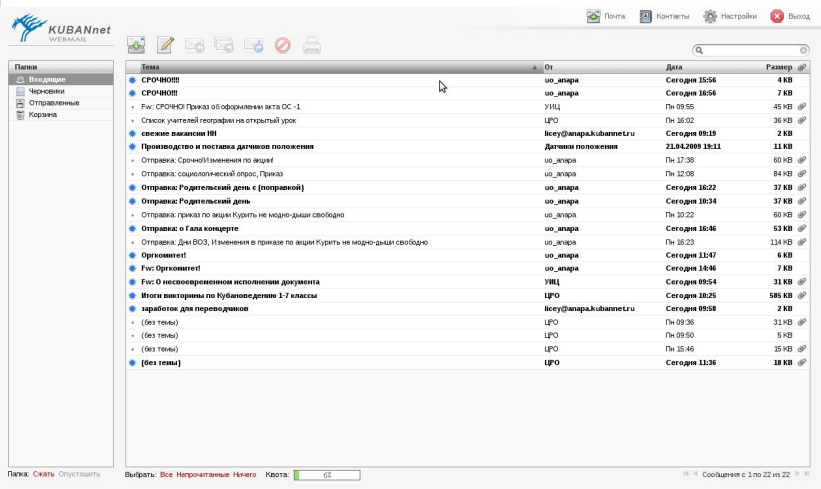 KUBANnet
WEBMAIL
Почта Контакты Настройки Выход
Папки
Входящие
Черновики
Отправленные
Корзина
Тема От Дата Размер
СРОЧНО!!!! uo_anapa Сегодня 15:56 4 KB
СРОЧНО!!! uo_anapa Сегодня 16:56 7 KB
Fw: СРОЧНО! Приказ об оформлении акта ОС -1 УИЦ Пн 09:55 45 KB
Список учителей географии на открытый урок ЦРО Пн 16:02 36 KB
свежие вакансии НН licey@anapa.kubannet.ru Сегодня 09:19 2 KB
Производство и поставка датчиков положения Датчики положения 21.04.2009 19:11 11 KB
Отправка: Срочно!Изменения по акции! uo_anapa Пн 17:38 60 KB
Отправка: социологический опрос, Приказ uo_anapa Пн 12:08 84 KB
Отправка: Родительский день с (поправкой) uo_anapa Сегодня 16:22 37 KB
Отправка: Родительский день uo_anapa Сегодня 10:34 37 KB
Отправка: приказ по акции Курить не модно-дыши свободно uo_anapa Пн 10:22 60 KB
Отправка: о Гала концерте uo_anapa Сегодня 16:46 53 KB
Отправка: Дни ВОЗ, Изменения в приказе по акции Курить не модно-дыши свободно uo_anapa Пн 16:23 114 KB
Оргкомитет! uo_anapa Сегодня 11:47 6 KB
Fw: Оргкомитет! uo_anapa Сегодня 14:46 7 KB
Fw: О несвоевременном исполнении документа УИЦ Сегодня 09:54 31 KB
Итоги викторины по Кубановедению 1-7 классы ЦРО Сегодня 10:25 585 KB
заработок для переводчиков licey@anapa.kubannet.ru Сегодня 09:58 2 KB
(без темы) ЦРО Пн 09:36 31 KB
(без темы) ЦРО Пн 09:50 5 KB
(без темы) ЦРО Пн 15:46 15 KB
(без темы) ЦРО Сегодня 11:36 18 KB
Папка: Сжать Опустошить Выбрать: Все Непрочитанные Ничего Квота: 6% Сообщения с 1 по 22 из 22